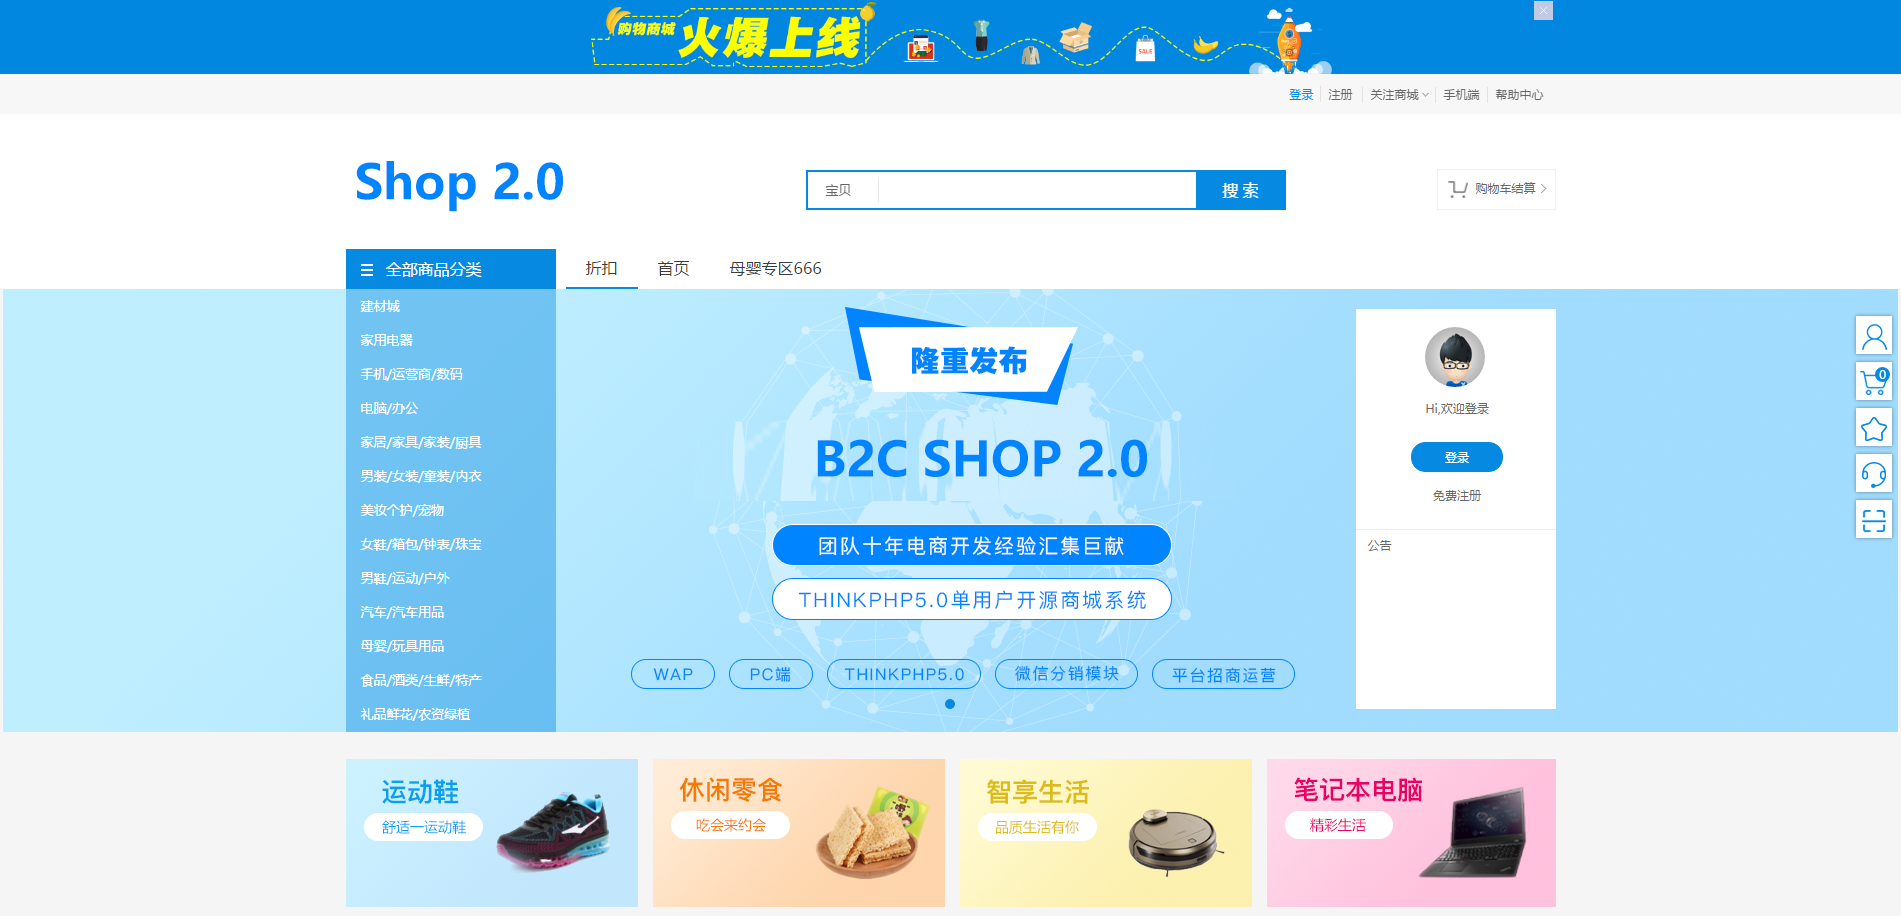 购物商城 火爆上线
SALE
登录 注册 关注商城 手机端 帮助中心
Shop 2.0
宝贝 搜索
购物车结算
全部商品分类 折扣 首页 母婴专区666
建材城
家用电器
手机/运营商/数码
电脑/办公
家居/家具/家装/厨具
男装/女装/童装/内衣
美妆个护/宠物
女鞋/箱包/钟表/珠宝
男鞋/运动/户外
汽车/汽车用品
母婴/玩具用品
食品/酒类/生鲜/特产
礼品鲜花/农资绿植
隆重发布
B2C SHOP 2.0
团队十年电商开发经验汇集巨献
THINKPHP5.0单用户开源商城系统
WAP PC端 THINKPHP5.0 微信分销模块 平台招商运营
Hi,欢迎登录
登录
免费注册
公告
0
运动鞋
舒适一运动鞋
休闲零食
吃会来约会
智享生活
品质生活有你
笔记本电脑
精彩生活